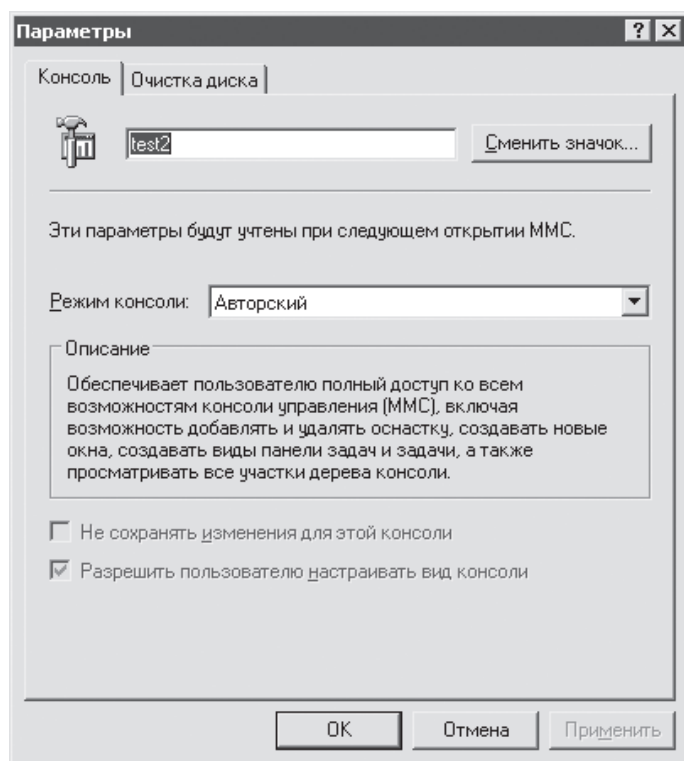 Параметры
Консоль
Очистка диска
test2
Сменить значок...
Эти параметры будут учтены при следующем открытии MMC.
Режим консоли: Авторский
Описание
Обеспечивает пользователю полный доступ ко всем
возможностям консоли управления (MMC), включая
возможность добавлять и удалять оснастку, создавать новые
окна, создавать виды панели задач и задачи, а также
просматривать все участки дерева консоли.
Не сохранять изменения для этой консоли
Разрешить пользователю настраивать вид консоли
OK
Отмена
Применить